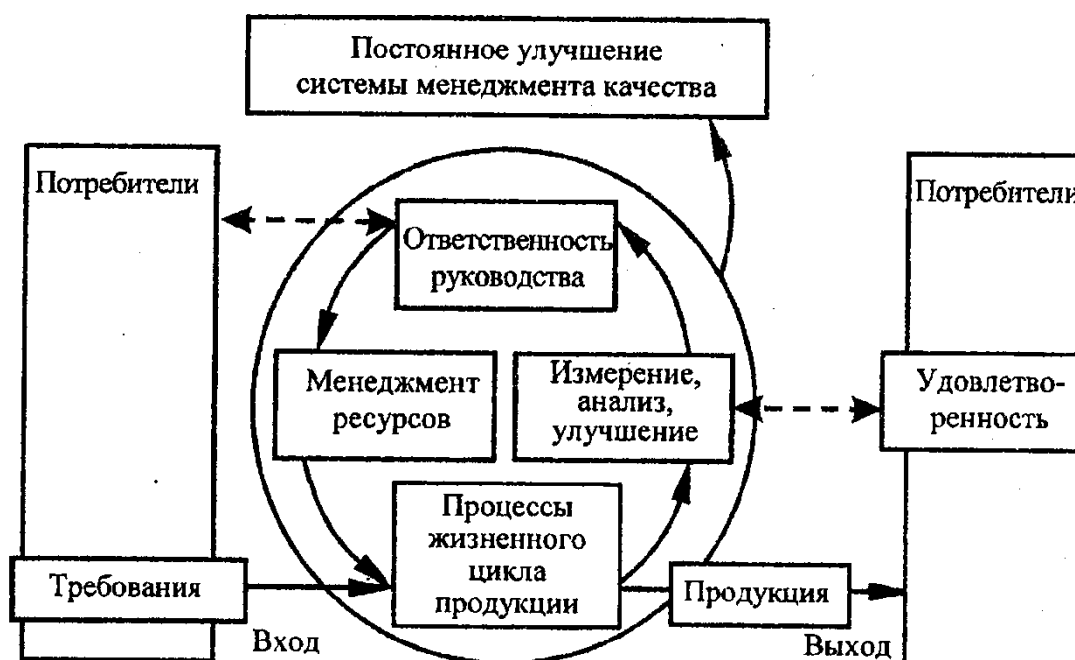 Постоянное улучшение
системы менеджмента качества
Потребители
Потребители
Ответственность
руководства
Менеджмент
ресурсов
Измерение,
анализ,
улучшение
Удовлетво-
ренность
Процессы
жизненного
цикла
продукции
Требования
Продукция
Вход
Выход